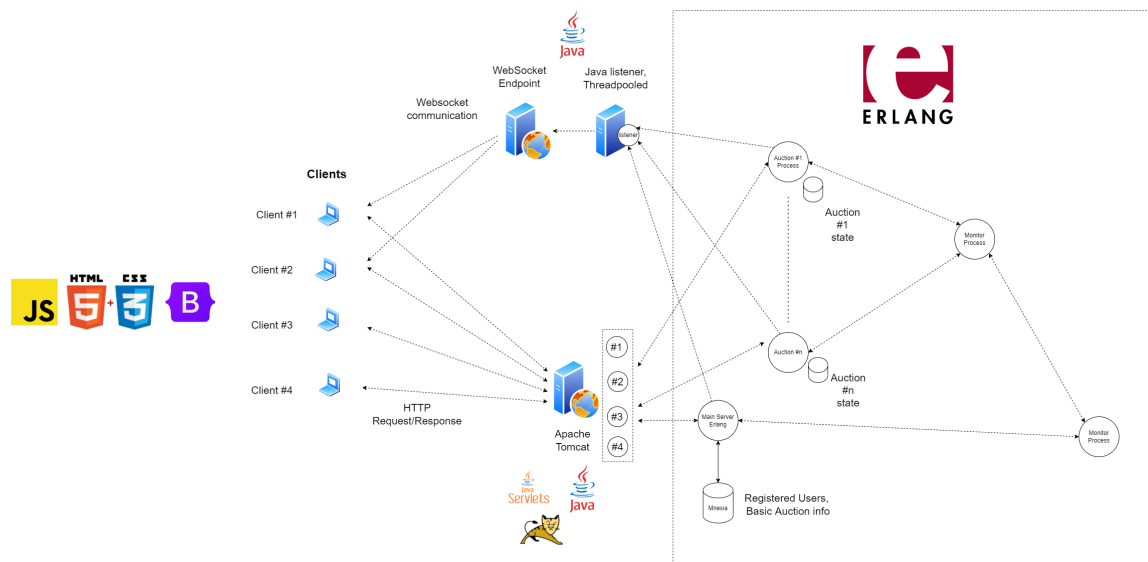 Java
WebSocket
Endpoint
Java listener,
Threadpooled
Websocket
communication
listener
e
ERLANG
Auction #1
Process
Auction
#1
state
Monitor
Process
Clients
Client #1
Client #2
Client #3
Client #4
JS
HTML
5
+
CSS
3
B
#1
#2
#3
#4
HTTP
Request/Response
Apache
Tomcat
Auction #n
Auction
#n
state
Main Server
Erlang
Monitor
Process
Mnesia
Registered Users,
Basic Auction info
Java
Servlets
Java